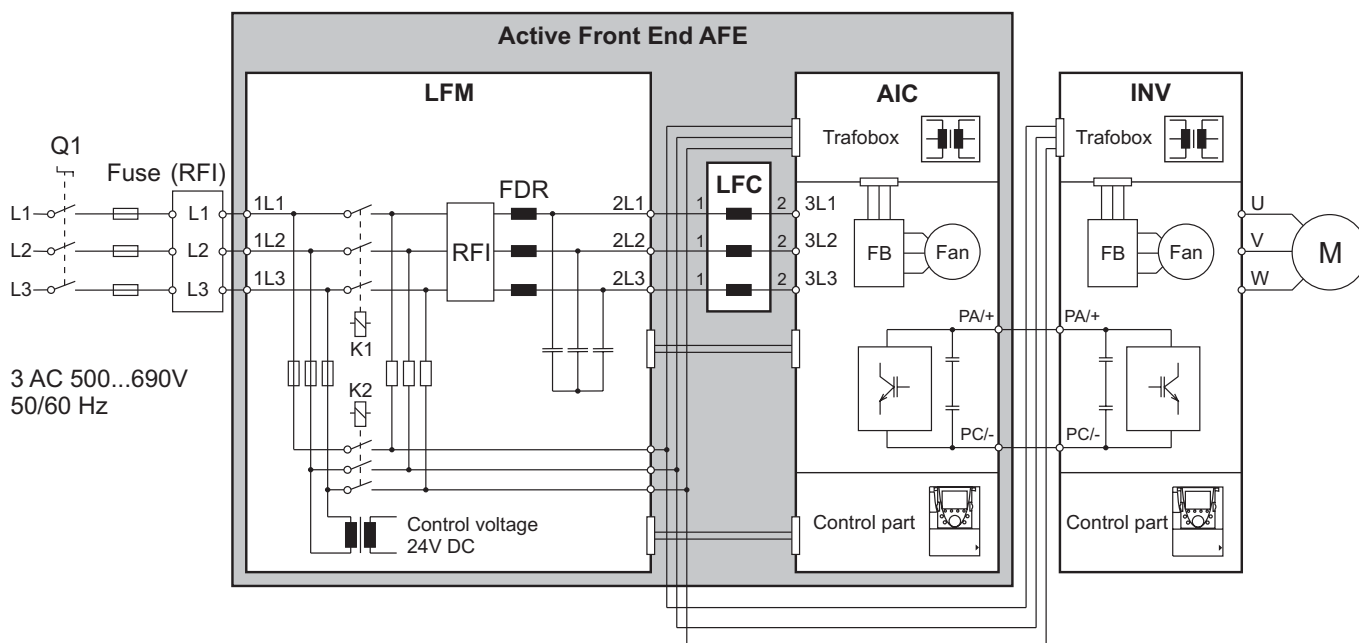 Active Front End AFE
LFM
AIC
INV
Trafobox
Trafobox
Q1
Fuse (RFI)
FDR
LFC
L1
L1
1L1
2L1
1
2
3L1
U
L2
L2
1L2
RFI
2L2
1
2
3L2
FB
Fan
FB
Fan
V
M
L3
L3
1L3
2L3
1
2
3L3
W
K1
PA/+
PA/+
3 AC 500...690V
50/60 Hz
K2
PC/-
PC/-
Control voltage
24V DC
Control part
Control part